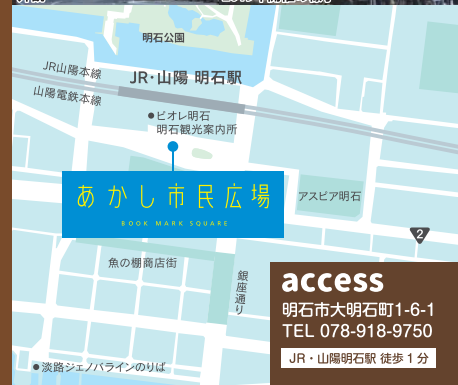 明石公園
JR山陽本線
JR・山陽 明石駅
山陽電鉄本線
●ピオレ明石
明石観光案内所
あかし市民広場
BOOK MARK SQUARE
アスピア明石
2
魚の棚商店街
銀座通り
access
明石市大明石町1-6-1
TEL 078-918-9750
JR・山陽明石駅 徒歩1分
●淡路ジェノバラインのりば